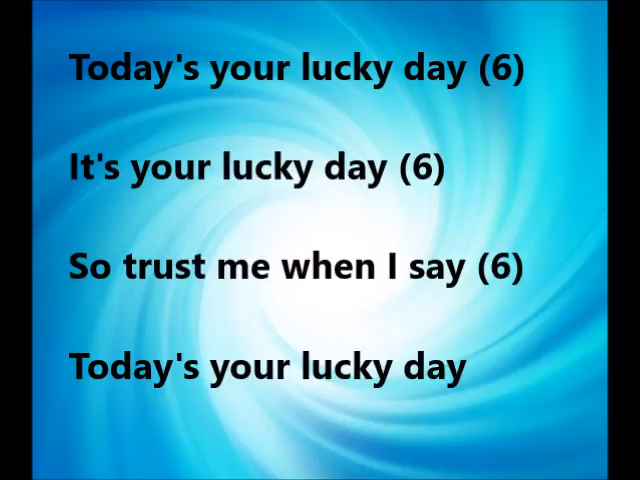 Today's your lucky day (6)
It's your lucky day (6)
So trust me when I say (6)
Today's your lucky day